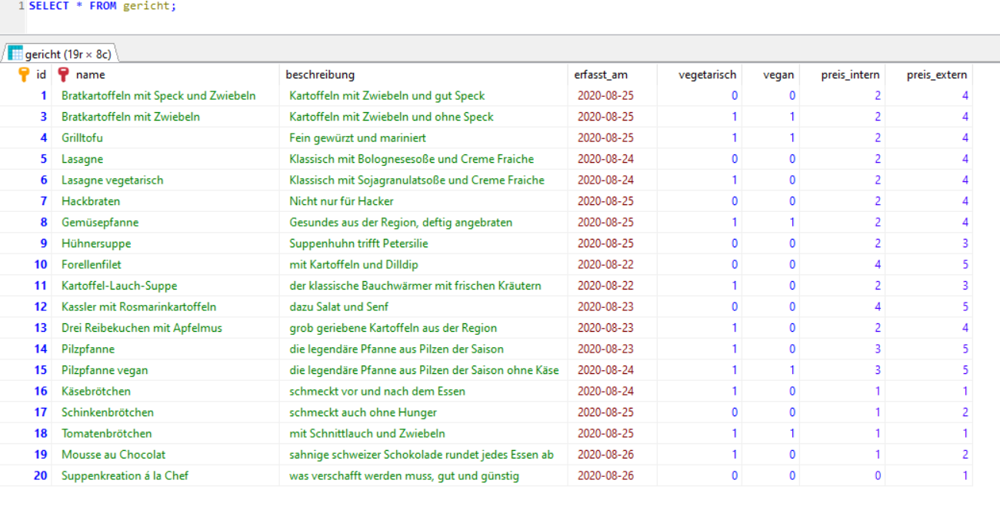 1 SELECT * FROM gericht;
gericht (19r × 8c)
id name beschreibung erfasst_am vegetarisch vegan preis_intern preis_extern
1 Bratkartoffeln mit Speck und Zwiebeln Kartoffeln mit Zwiebeln und gut Speck 2020-08-25 0 0 2 4
3 Bratkartoffeln mit Zwiebeln Kartoffeln mit Zwiebeln und ohne Speck 2020-08-25 1 1 2 4
4 Grilltofu Fein gewürzt und mariniert 2020-08-25 1 1 2 4
5 Lasagne Klassisch mit Bolognesesoße und Creme Fraiche 2020-08-24 0 0 2 4
6 Lasagne vegetarisch Klassisch mit Sojagranulatsoße und Creme Fraiche 2020-08-24 1 0 2 4
7 Hackbraten Nicht nur für Hacker 2020-08-25 0 0 2 4
8 Gemüsepfanne Gesundes aus der Region, deftig angebraten 2020-08-25 1 1 2 4
9 Hühnersuppe Suppenhuhn trifft Petersilie 2020-08-25 0 0 2 3
10 Forellenfilet mit Kartoffeln und Dilldip 2020-08-22 0 0 4 5
11 Kartoffel-Lauch-Suppe der klassische Bauchwärmer mit frischen Kräutern 2020-08-22 1 0 2 3
12 Kassler mit Rosmarinkartoffeln dazu Salat und Senf 2020-08-23 0 0 4 5
13 Drei Reibekuchen mit Apfelmus grob geriebene Kartoffeln aus der Region 2020-08-23 1 0 2 4
14 Pilzpfanne die legendäre Pfanne aus Pilzen der Saison 2020-08-23 1 0 3 5
15 Pilzpfanne vegan die legendäre Pfanne aus Pilzen der Saison ohne Käse 2020-08-24 1 1 3 5
16 Käsebrötchen schmeckt vor und nach dem Essen 2020-08-24 1 0 1 1
17 Schinkenbrötchen schmeckt auch ohne Hunger 2020-08-25 0 0 1 2
18 Tomatenbrötchen mit Schnittlauch und Zwiebeln 2020-08-25 1 1 1 1
19 Mousse au Chocolat sahnige schweizer Schokolade rundet jedes Essen ab 2020-08-26 1 0 1 2
20 Suppenkreation á la Chef was verschafft werden muss, gut und günstig 2020-08-26 0 0 0 1